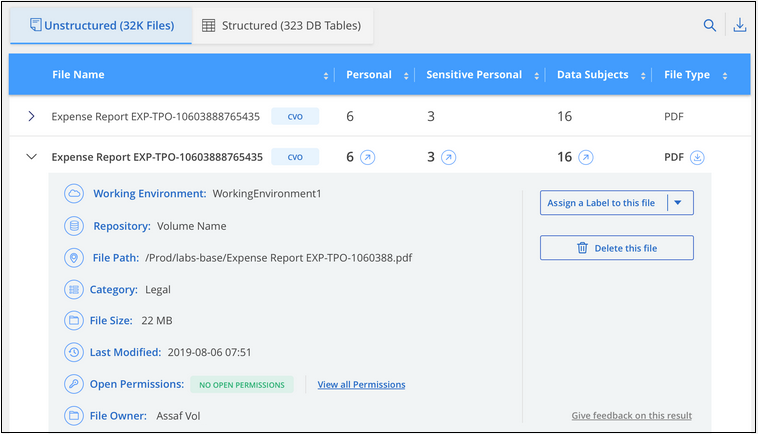 Unstructured (32K Files) Structured (323 DB Tables)
File Name Personal Sensitive Personal Data Subjects File Type
Expense Report EXP-TPO-10603888765435 CVO 6 3 16 PDF
Expense Report EXP-TPO-10603888765435 CVO 6 3 16 PDF
Working Environment: WorkingEnvironment1
Assign a Label to this file
Repository: Volume Name
Delete this file
File Path: /Prod/labs-base/Expense Report EXP-TPO-1060388.pdf
Category: Legal
File Size: 22 MB
Last Modified: 2019-08-06 07:51
Open Permissions: NO OPEN PERMISSIONS View all Permissions
File Owner: Assaf Vol
Give feedback on this result